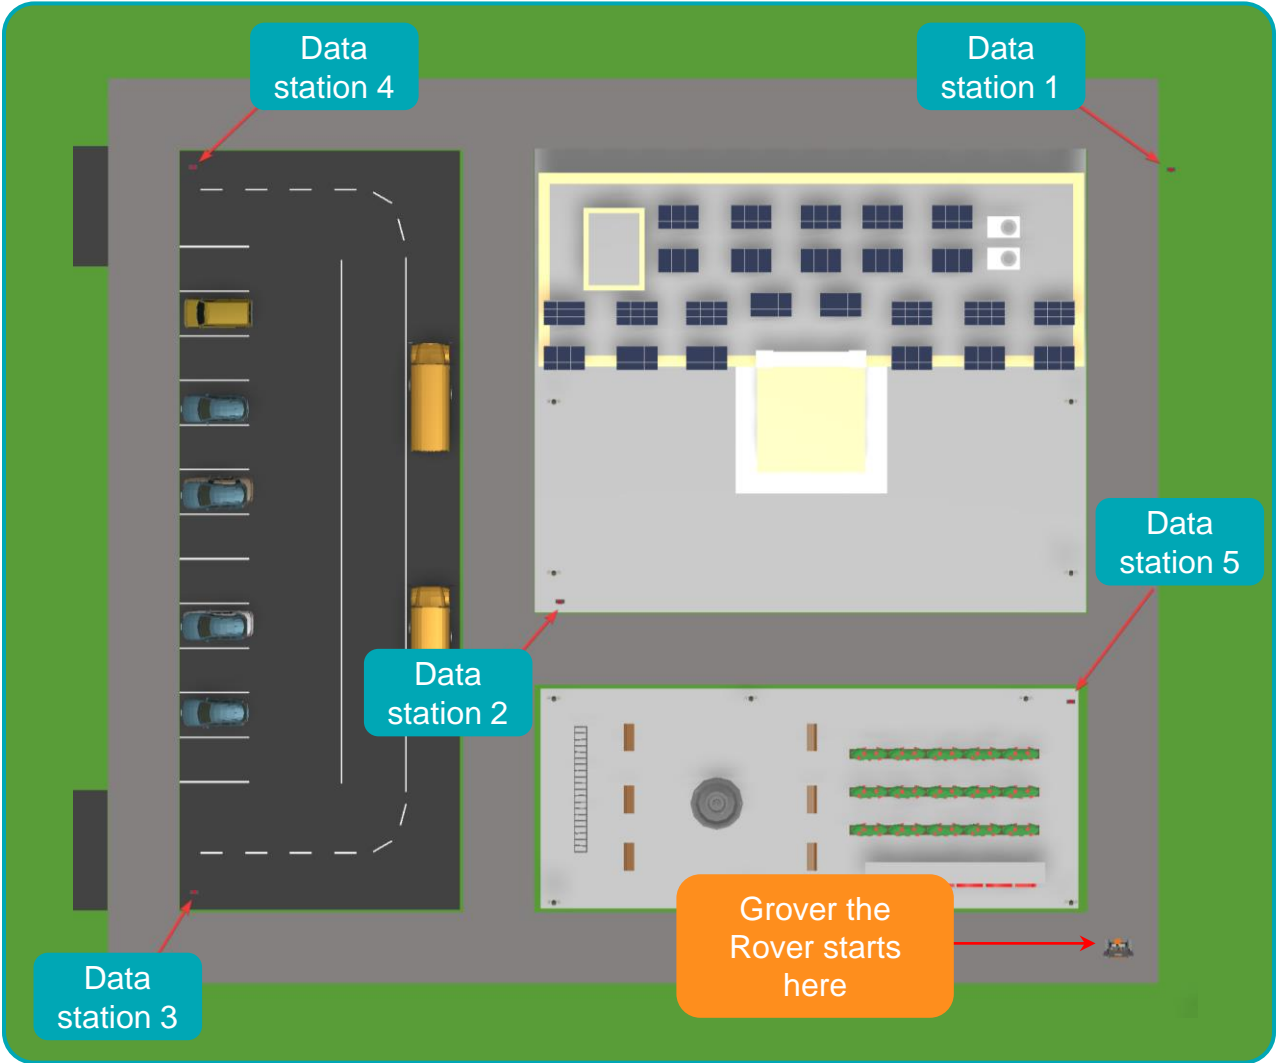 Data
station 4
Data
station 1
Data
station 5
Data
station 2
Grover the
Rover starts
here
Data
station 3